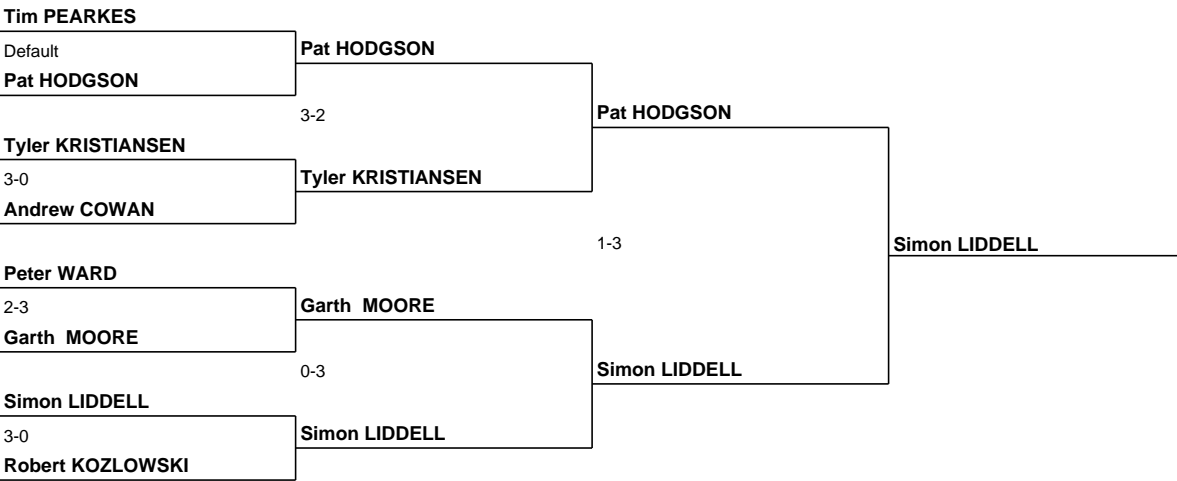 Tim PEARKES
Default
Pat HODGSON
Pat HODGSON
3-2
Pat HODGSON
Tyler KRISTIANSEN
3-0
Tyler KRISTIANSEN
Andrew COWAN
1-3
Simon LIDDELL
Peter WARD
2-3
Garth  MOORE
Garth  MOORE
0-3
Simon LIDDELL
Simon LIDDELL
3-0
Simon LIDDELL
Robert KOZLOWSKI